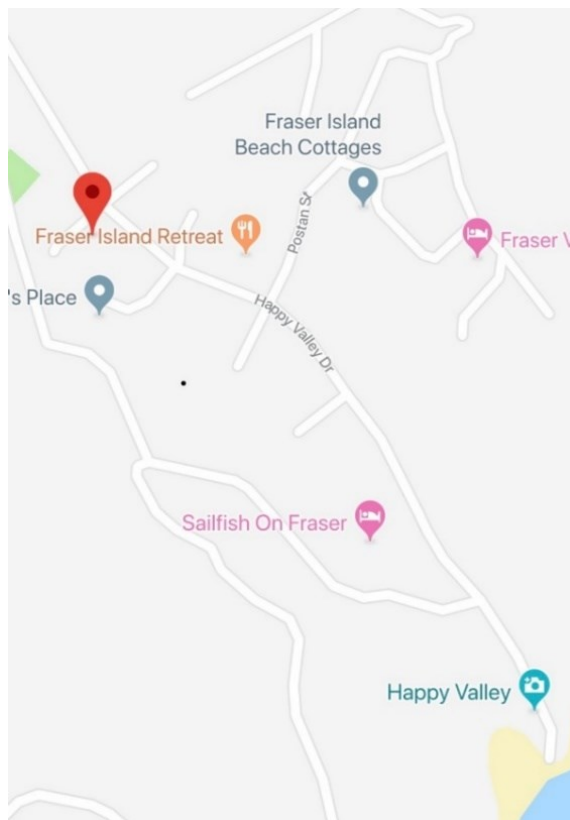 Fraser Island
Beach Cottages
Postan St
Fraser Island Retreat
Fraser V
's Place
Happy Valley Dr
Sailfish On Fraser
Happy Valley